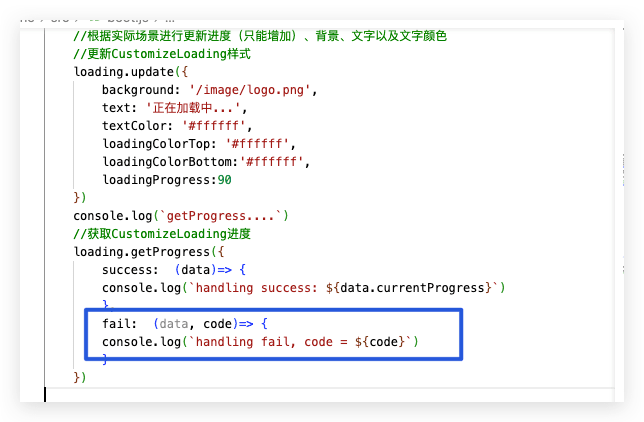 //根据实际场景进行更新进度（只能增加）、背景、文字以及文字颜色
//更新CustomizeLoading样式
loading.update({
background: '/image/logo.png',
text: '正在加载中...',
textColor: '#ffffff',
loadingColorTop: '#ffffff',
loadingColorBottom:'#ffffff',
loadingProgress:90
})
console.log(`getProgress....`)
//获取CustomizeLoading进度
loading.getProgress({
success:  (data)=> {
console.log(`handling success: ${data.currentProgress}`)
},
fail:  (data, code)=> {
console.log(`handling fail, code = ${code}`)
}
})